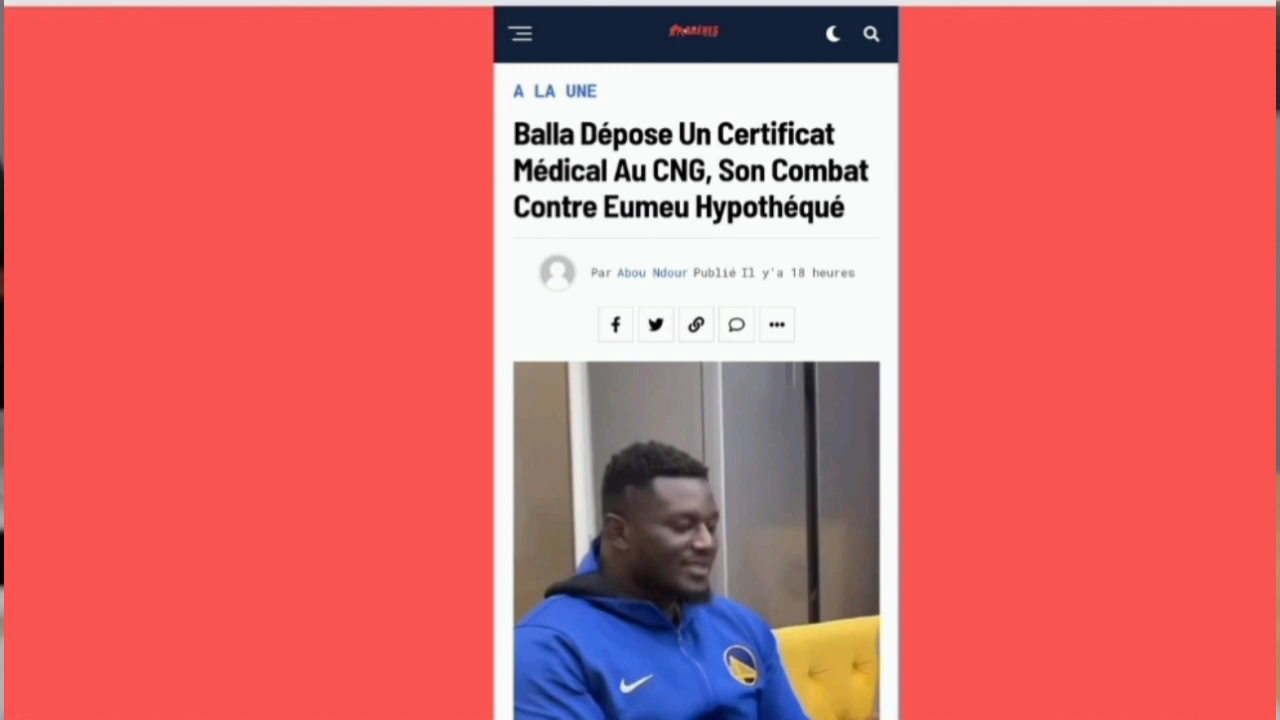 A LA UNE
Balla Dépose Un Certificat
Médical Au CNG, Son Combat
Contre Eumeu Hypothéqué
Par Abou Ndour Publié Il y'a 18 heures